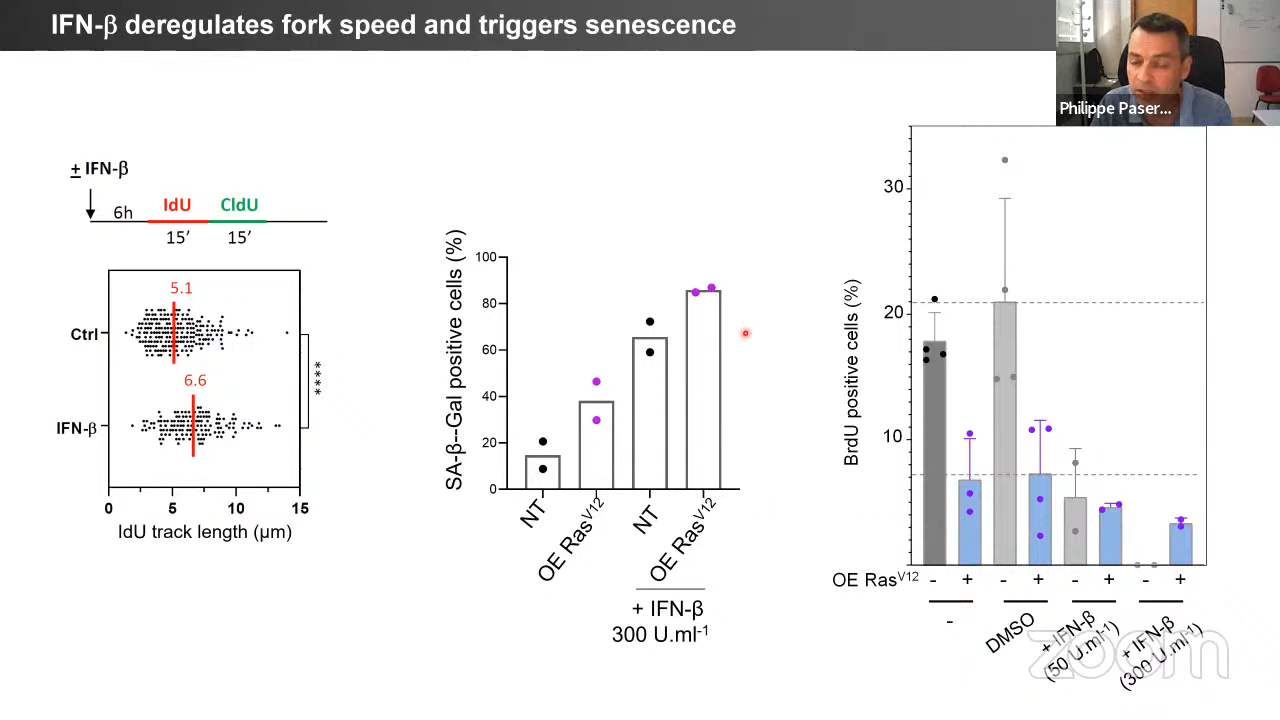 IFN-β deregulates fork speed and triggers senescence
Philippe Paser...
+ IFN-β
6h
IdU
CldU
15’
15’
5.1
Ctrl
6.6
IFN-β
****
0
5
10
15
IdU track length (µm)
SA-β--Gal positive cells (%)
100
80
60
40
20
0
NT
OE RasV12
NT
OE RasV12
+ IFN-β
300 U.ml-1
BrdU positive cells (%)
30
20
10
OE RasV12 - + - + - + - +
-
DMSO
+ IFN-β
(50 U.ml-1)
+ IFN-β
(300 U.ml-1)
zoom